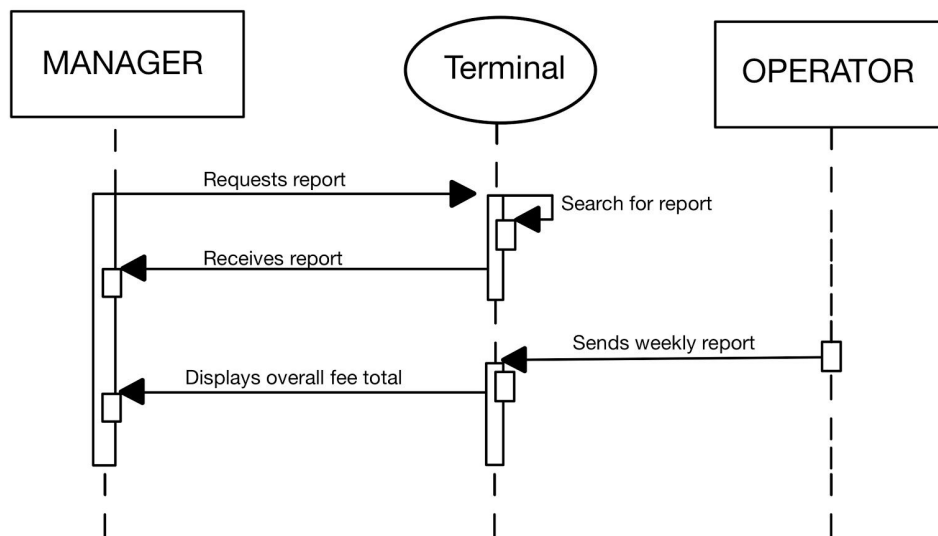 MANAGER
Terminal
OPERATOR
Requests report
Search for report
Receives report
Sends weekly report
Displays overall fee total